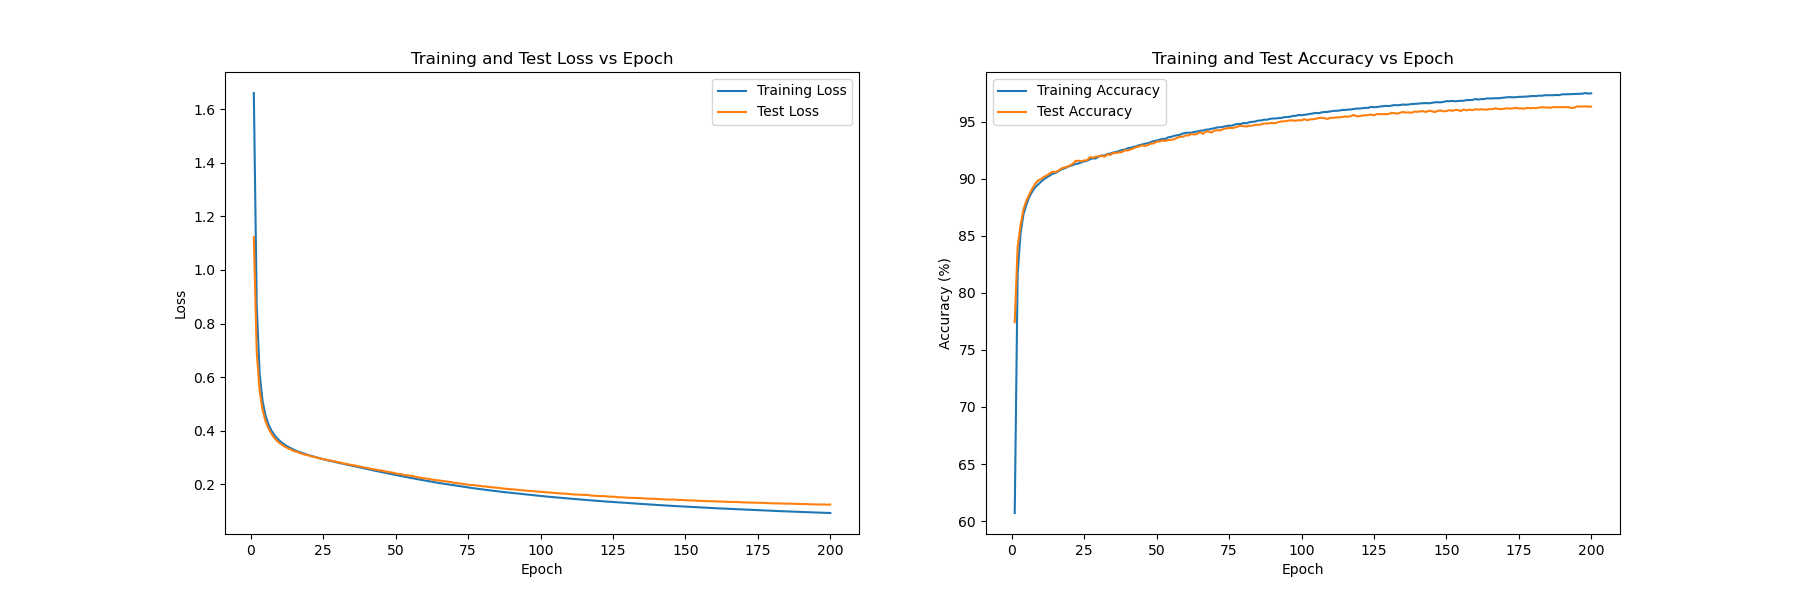 Training and Test Loss vs Epoch
Training Loss
Test Loss
Loss
1.6
1.4
1.2
1.0
0.8
0.6
0.4
0.2
0 25 50 75 100 125 150 175 200
Epoch
Training and Test Accuracy vs Epoch
Training Accuracy
Test Accuracy
Accuracy (%)
95
90
85
80
75
70
65
60
0 25 50 75 100 125 150 175 200
Epoch